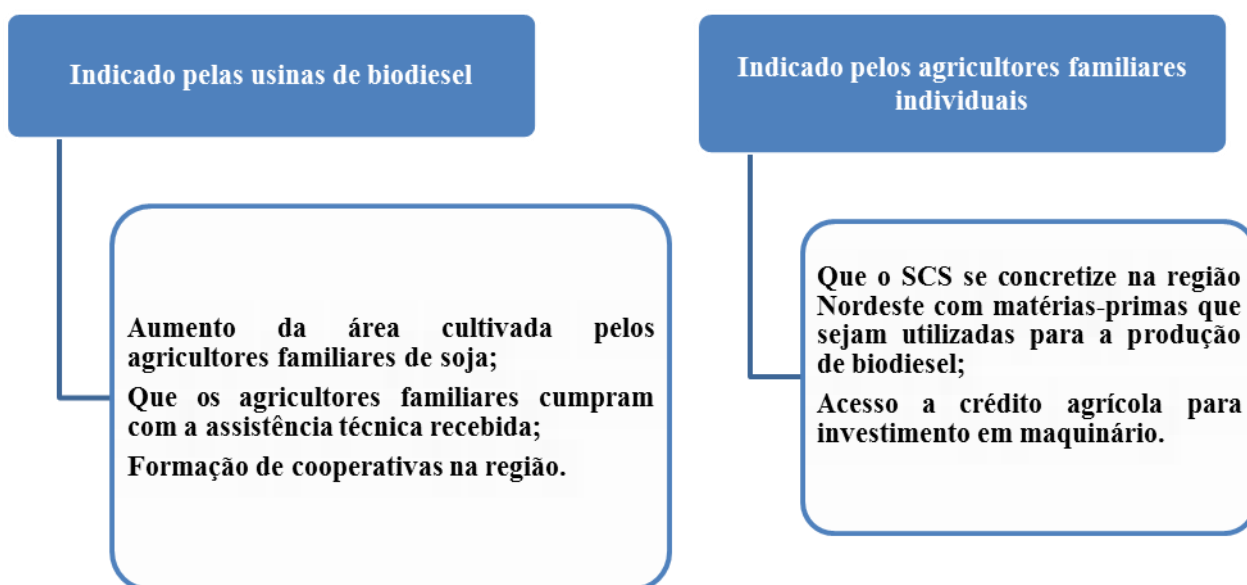 Indicado pelas usinas de biodiesel
Aumento da área cultivada pelos
agricultores familiares de soja;
Que os agricultores familiares cumpram
com a assistência técnica recebida;
Formação de cooperativas na região.
Indicado pelos agricultores familiares
individuais
Que o SCS se concretize na região
Nordeste com matérias-primas que
sejam utilizadas para a produção
de biodiesel;
Acesso a crédito agrícola para
investimento em maquinário.